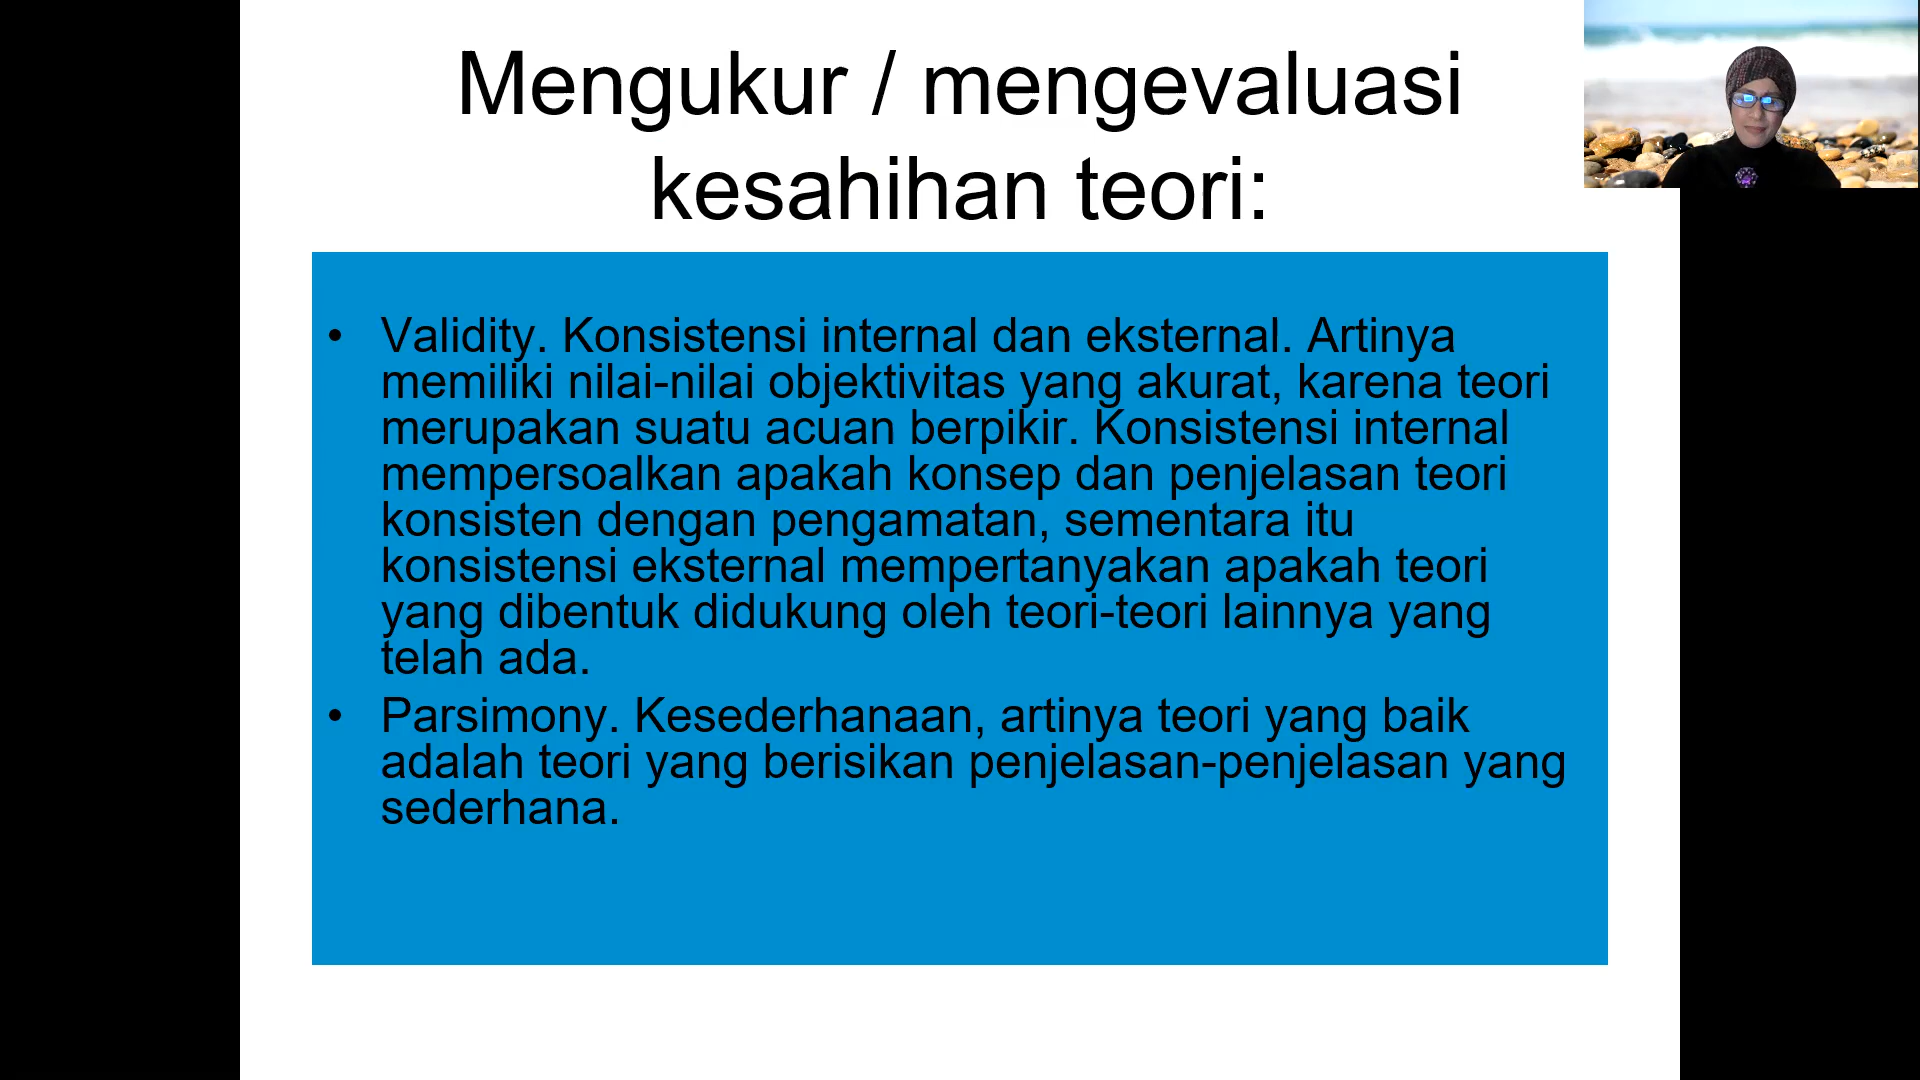 Mengukur / mengevaluasi
kesahihan teori:
• Validity. Konsistensi internal dan eksternal. Artinya
memiliki nilai-nilai objektivitas yang akurat, karena teori
merupakan suatu acuan berpikir. Konsistensi internal
mempersoalkan apakah konsep dan penjelasan teori
konsisten dengan pengamatan, sementara itu
konsistensi eksternal mempertanyakan apakah teori
yang dibentuk didukung oleh teori-teori lainnya yang
telah ada.
• Parsimony. Kesederhanaan, artinya teori yang baik
adalah teori yang berisikan penjelasan-penjelasan yang
sederhana.